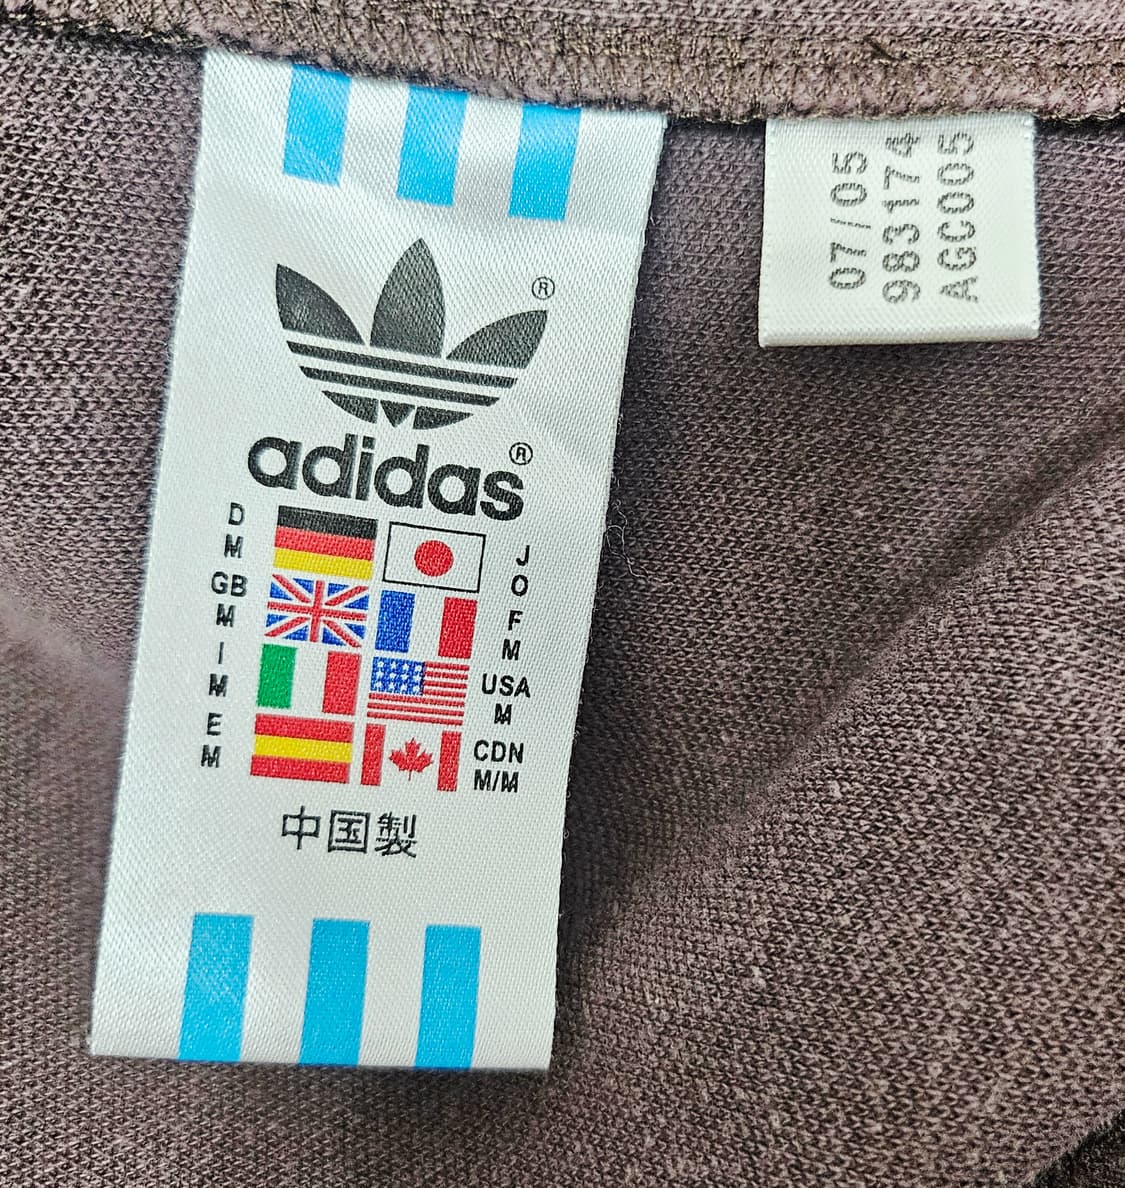 ®
adidas®
D
M
J
O
GB
M
F
M
I
M
USA
M
E
M
CDN
M/M
中国製
07/05
983174
AGC005